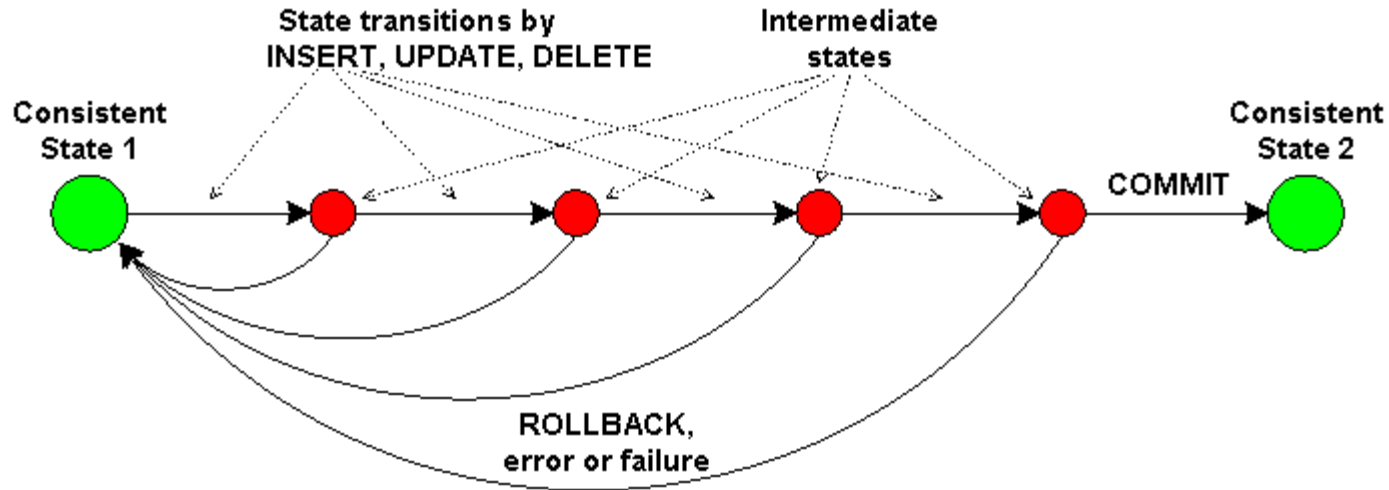 State transitions by
INSERT, UPDATE, DELETE
Intermediate
states
Consistent
State 1
Consistent
State 2
COMMIT
ROLLBACK,
error or failure